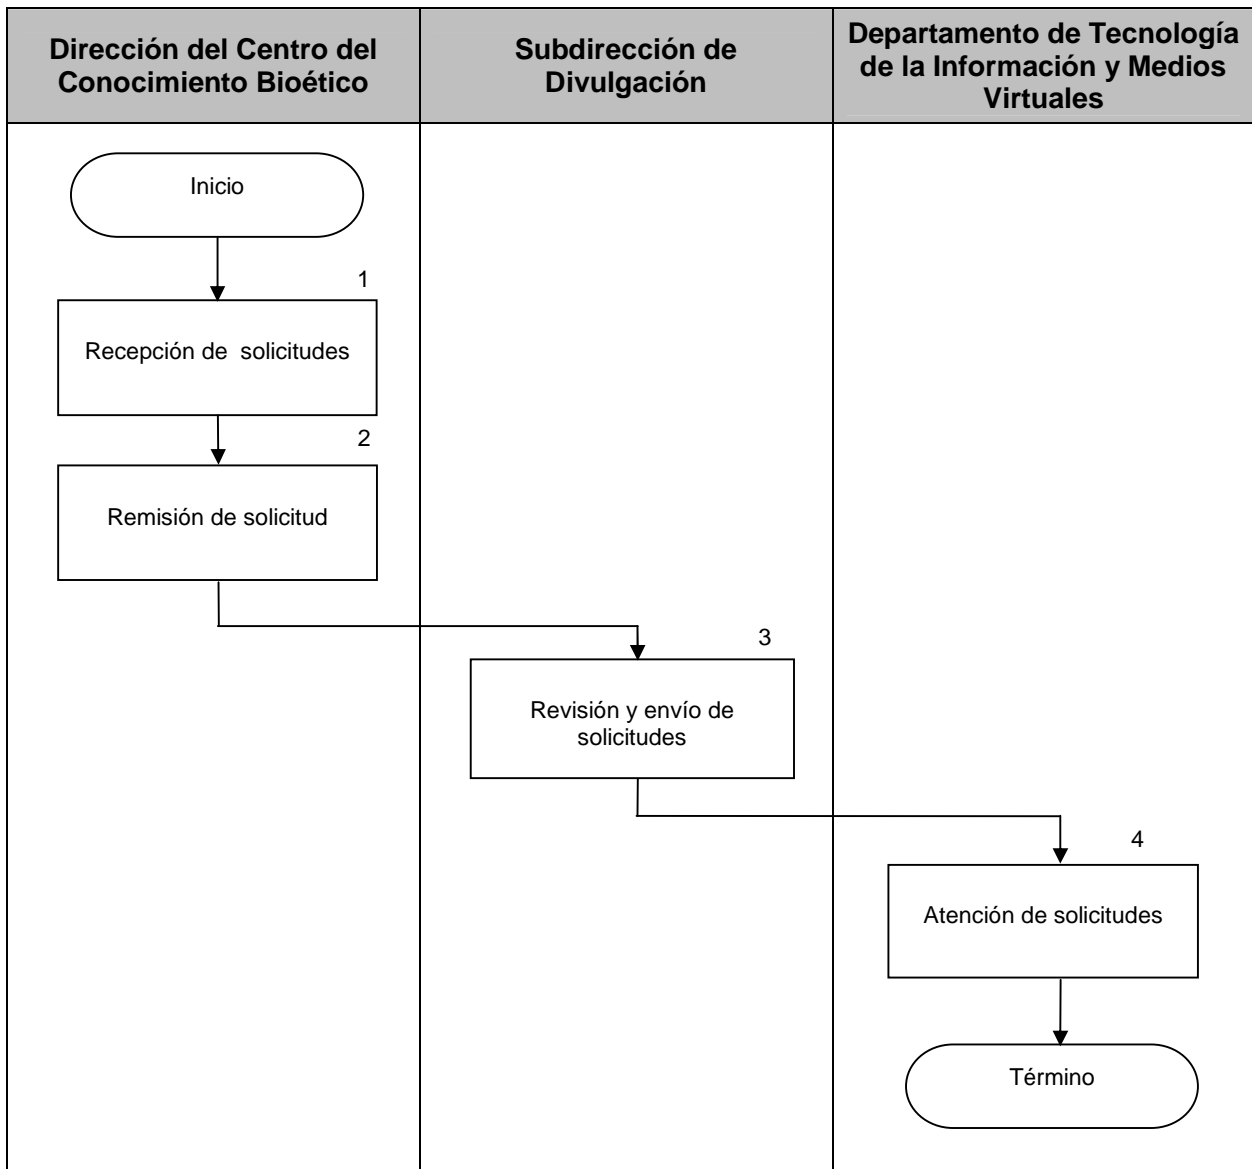 Dirección del Centro del
Conocimiento Bioético
Subdirección de
Divulgación
Departamento de Tecnología
de la Información y Medios
Virtuales
Inicio
1
Recepción de solicitudes
2
Remisión de solicitud
3
Revisión y envío de
solicitudes
4
Atención de solicitudes
Término